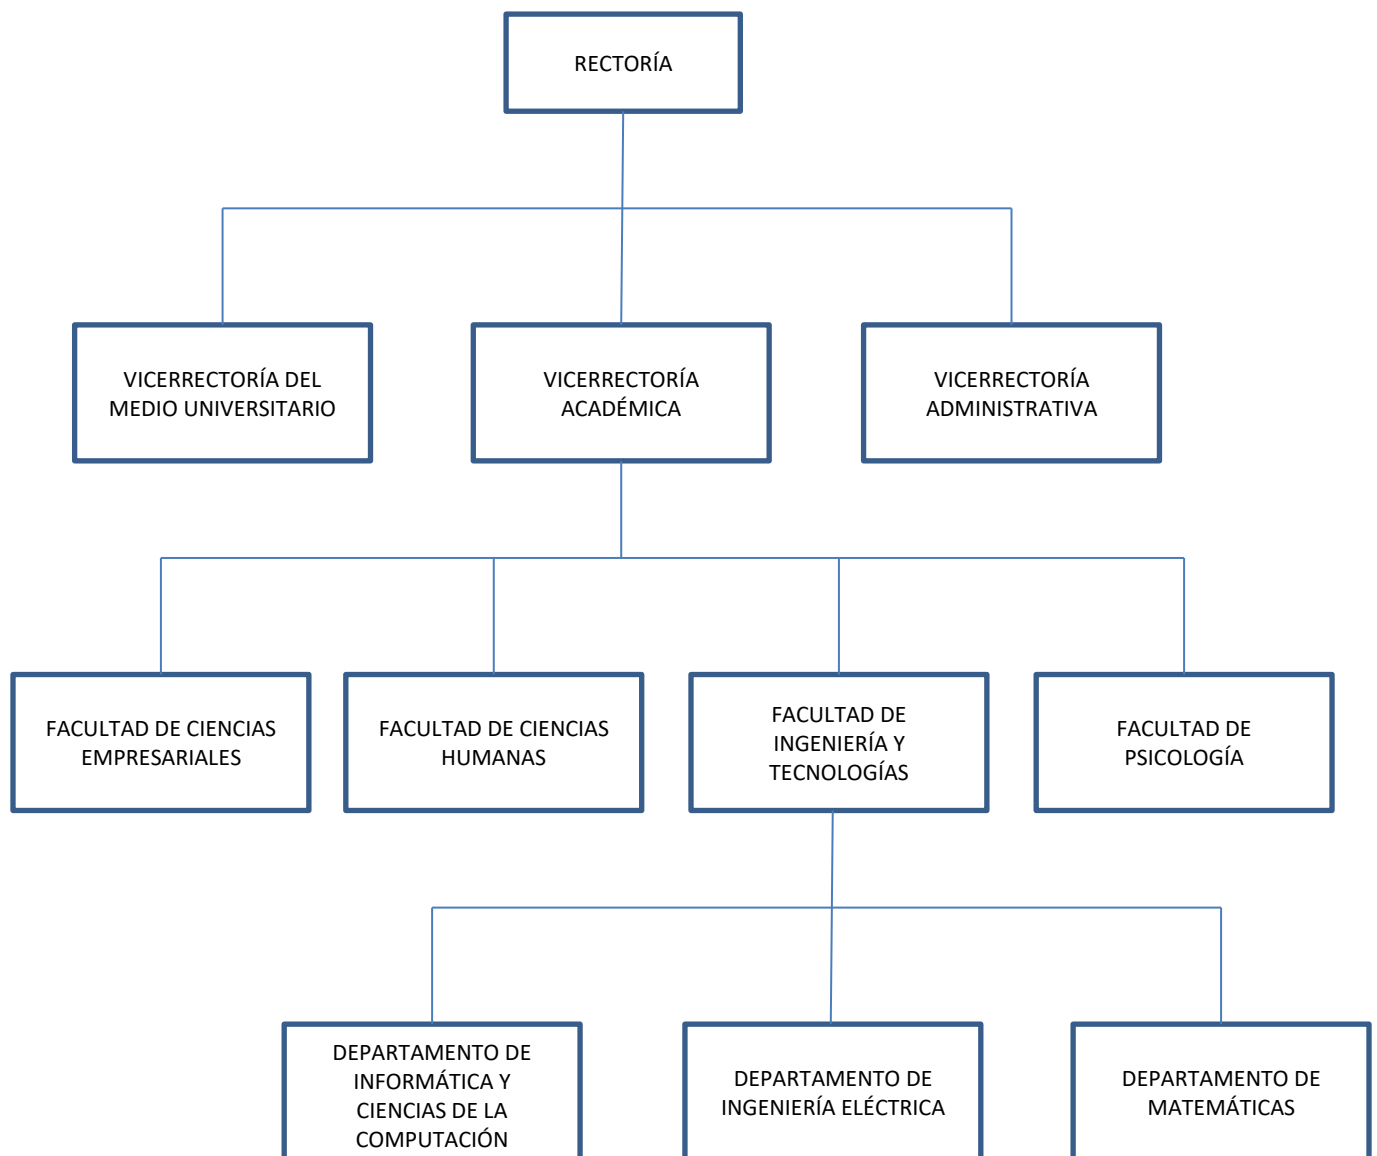 RECTORÍA
VICERRECTORÍA DEL
MEDIO UNIVERSITARIO
VICERRECTORÍA
ACADÉMICA
VICERRECTORÍA
ADMINISTRATIVA
FACULTAD DE CIENCIAS
EMPRESARIALES
FACULTAD DE CIENCIAS
HUMANAS
FACULTAD DE
INGENIERÍA Y
TECNOLOGÍAS
FACULTAD DE
PSICOLOGÍA
DEPARTAMENTO DE
INFORMÁTICA Y
CIENCIAS DE LA
COMPUTACIÓN
DEPARTAMENTO DE
INGENIERÍA ELÉCTRICA
DEPARTAMENTO DE
MATEMÁTICAS